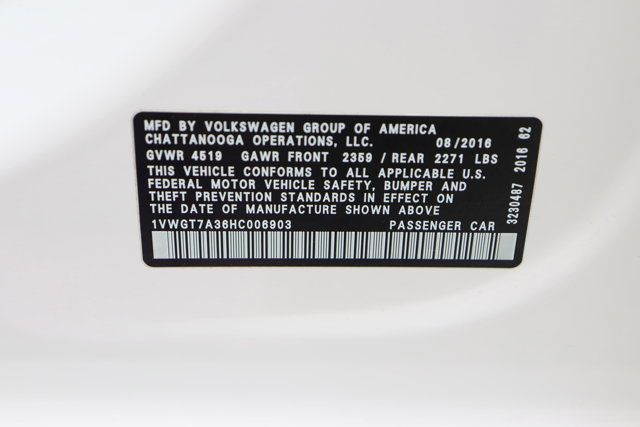 MFD BY VOLKSWAGEN GROUP OF AMERICA
CHATTANOOGA OPERATIONS, LLC. 08/2016
GVWR 4519 GAWR FRONT 2359 / REAR 2271 LBS
THIS VEHICLE CONFORMS TO ALL APPLICABLE U.S.
FEDERAL MOTOR VEHICLE SAFETY, BUMPER AND
THEFT PREVENTION STANDARDS IN EFFECT ON
THE DATE OF MANUFACTURE SHOWN ABOVE
1VWGT7A36HC006903 PASSENGER CAR
3230487 2016 62